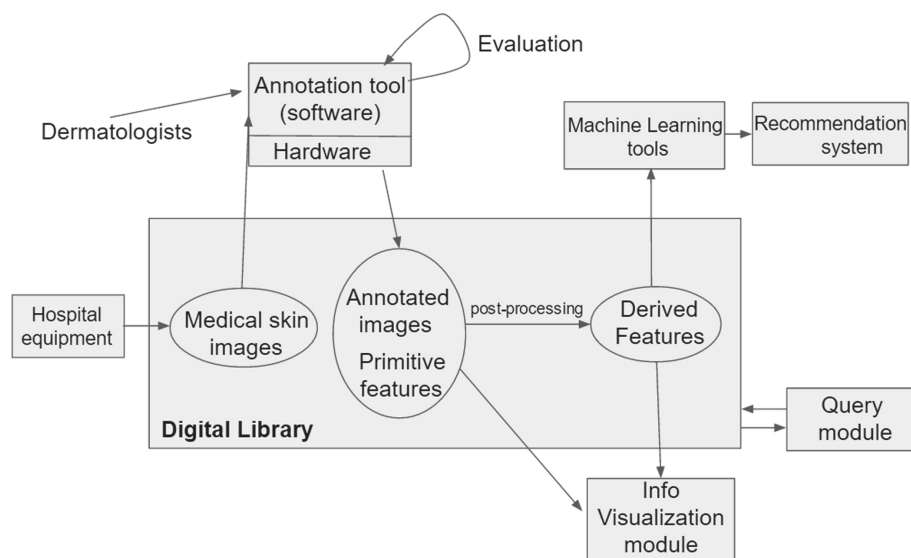 Evaluation
Annotation tool
(software)
Hardware
Dermatologists
Machine Learning
tools
Recommendation
system
Hospital
equipment
Medical skin
images
Annotated
images
Primitive
features
post-processing
Derived
Features
Digital Library
Query
module
Info
Visualization
module